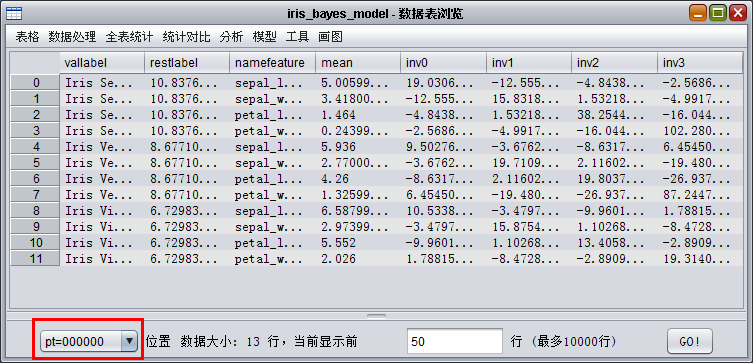 iris_bayes_model - 数据表浏览
表格 数据处理 全表统计 统计对比 分析 模型 工具 画图
vallabel restlabel namefeature mean inv0 inv1 inv2 inv3
0 Iris Se... 10.8376... sepal_l... 5.00599... 19.0306... -12.555... -4.8438... -2.5686...
1 Iris Se... 10.8376... sepal_w... 3.41800... -12.555... 15.8318... 1.53218... -4.9917...
2 Iris Se... 10.8376... petal_l... 1.464 -4.8438... 1.53218... 38.2544... -16.044...
3 Iris Se... 10.8376... petal_w... 0.24399... -2.5686... -4.9917... -16.044... 102.280...
4 Iris Ve... 8.67710... sepal_l... 5.936 9.50276... -3.6762... -8.6317... 6.45450...
5 Iris Ve... 8.67710... sepal_w... 2.77000... -3.6762... 19.7109... 2.11602... -19.480...
6 Iris Ve... 8.67710... petal_l... 4.26 -8.6317... 2.11602... 19.8037... -26.937...
7 Iris Ve... 8.67710... petal_w... 1.32599... 6.45450... -19.480... -26.937... 87.2447...
8 Iris Vi... 6.72983... sepal_l... 6.58799... 10.5338... -3.4797... -9.9601... 1.78815...
9 Iris Vi... 6.72983... sepal_w... 2.97399... -3.4797... 15.8754... 1.10268... -8.4728...
10 Iris Vi... 6.72983... petal_l... 5.552 -9.9601... 1.10268... 13.4058... -2.8909...
11 Iris Vi... 6.72983... petal_w... 2.026 1.78815... -8.4728... -2.8909... 19.3140...
pt=000000 位置 数据大小: 13 行，当前显示前 50 行 (最多10000行) GO!